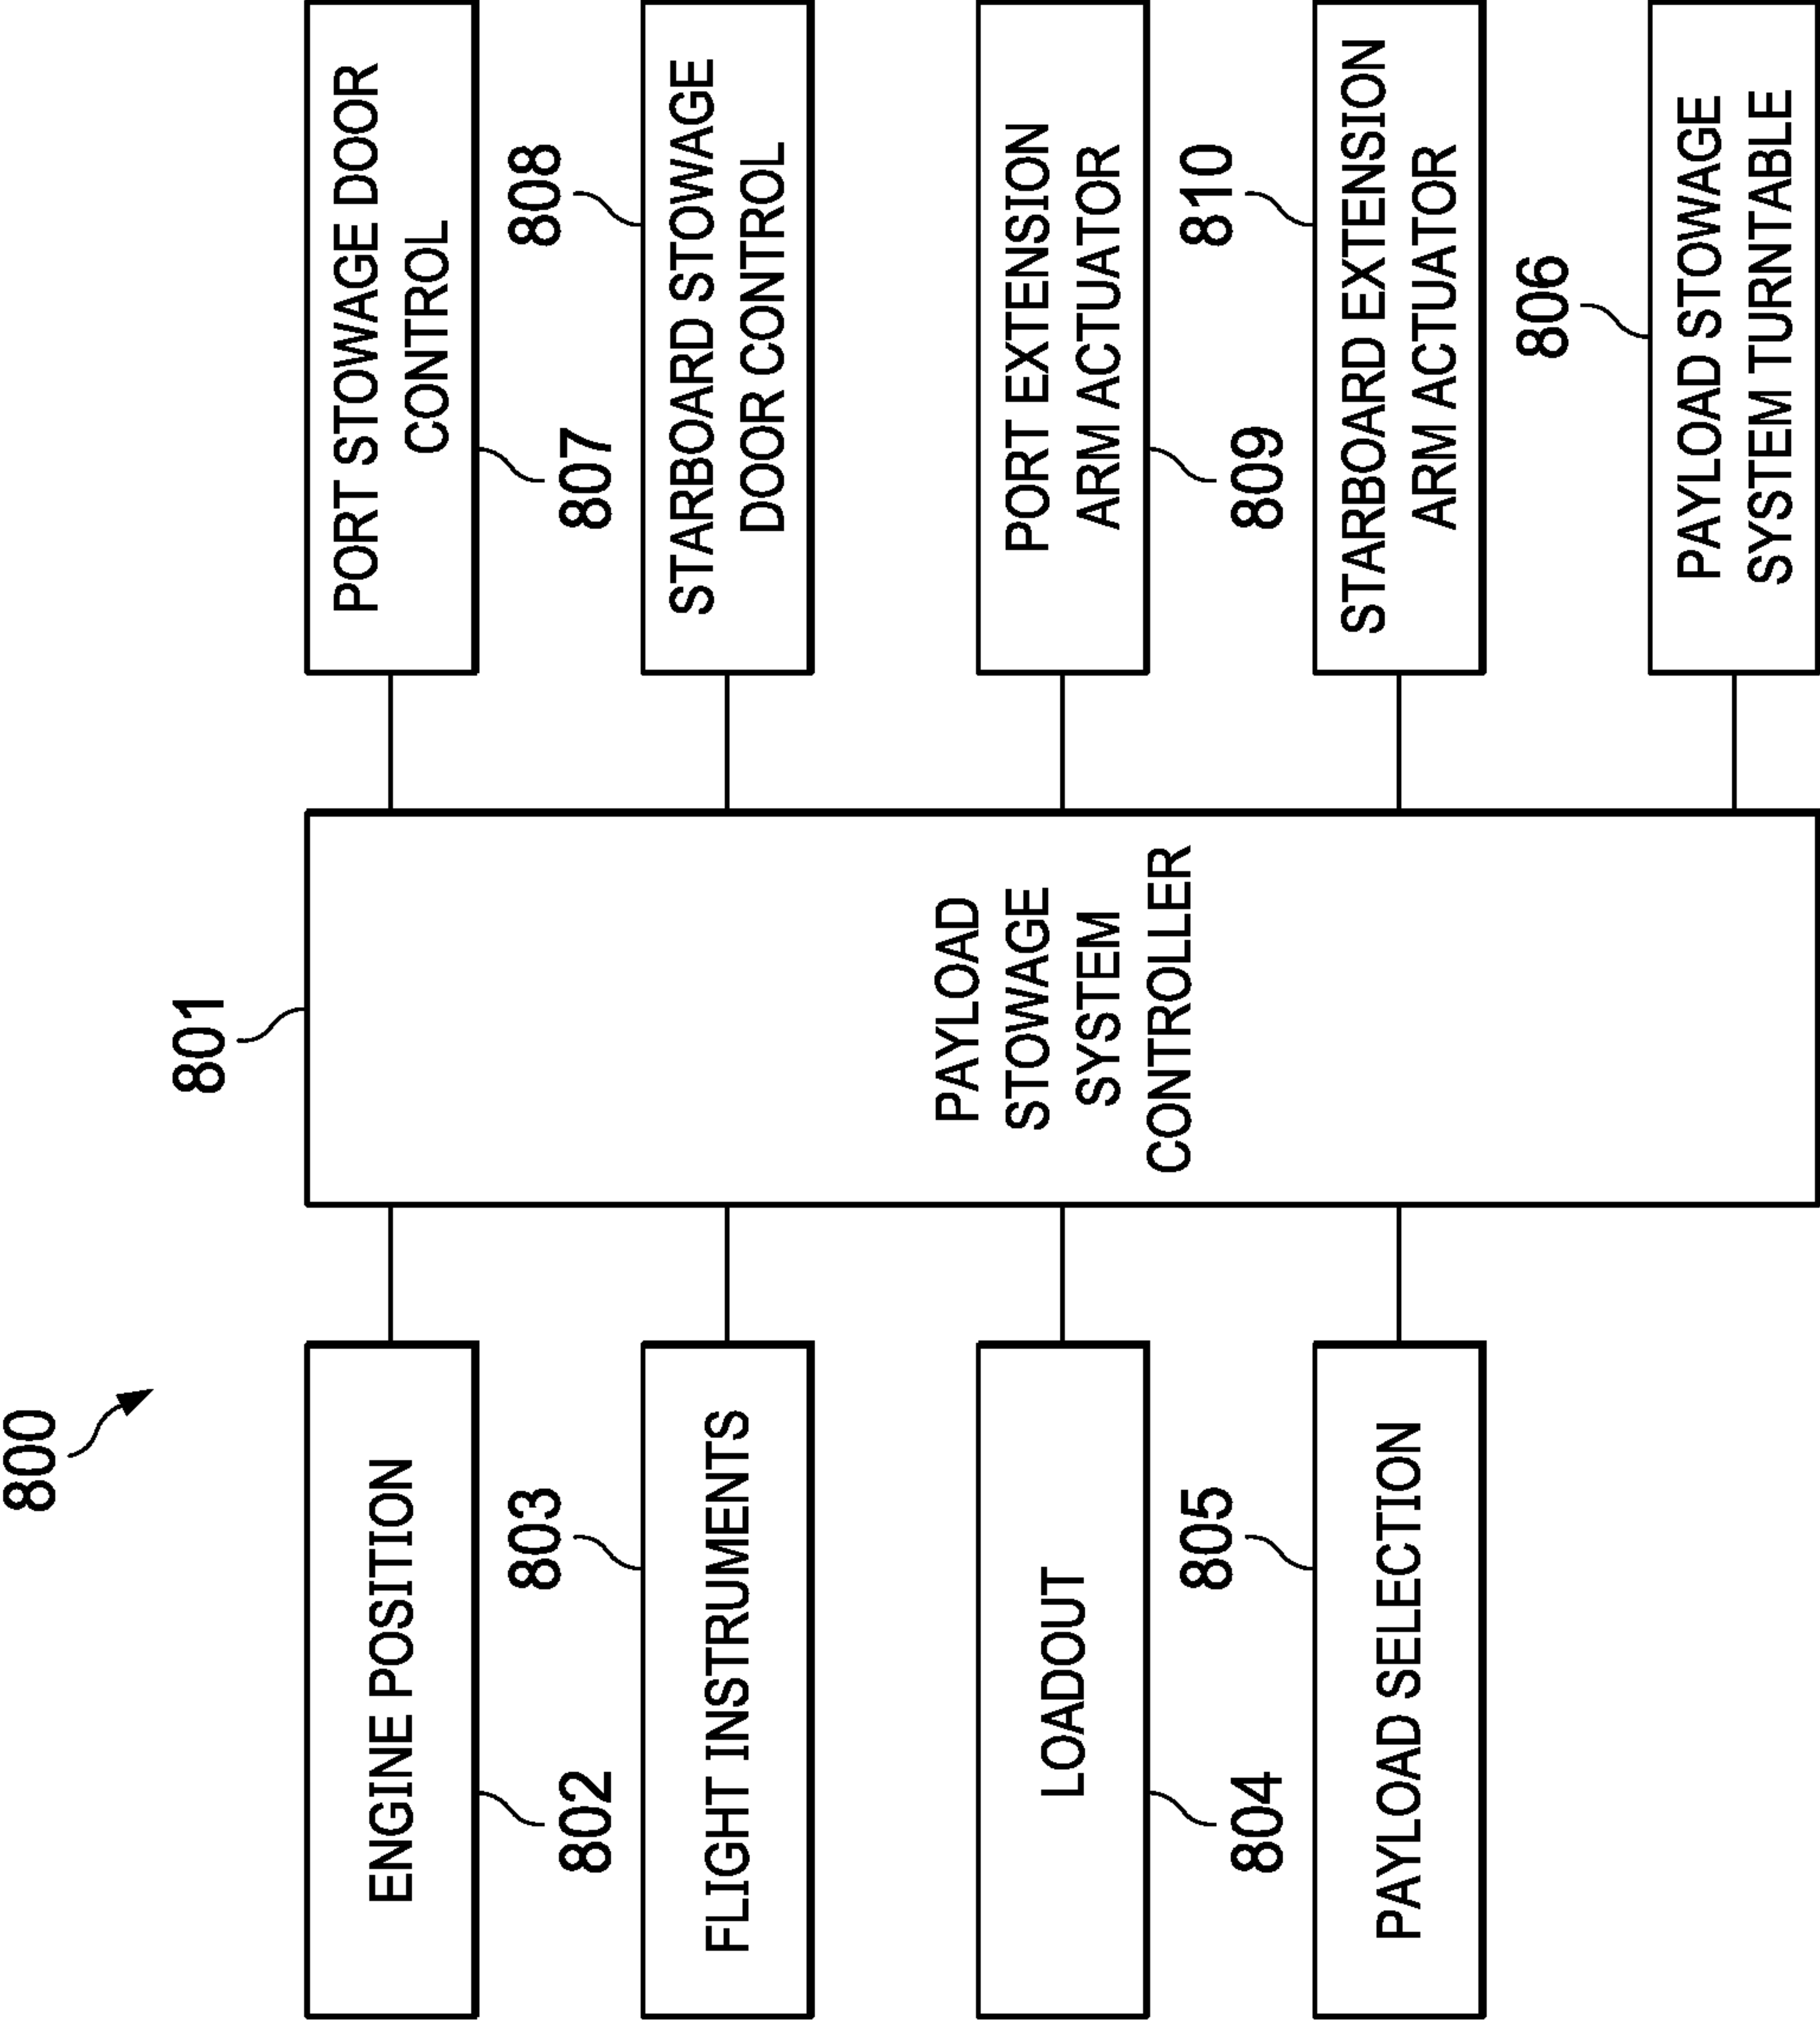 800
801
ENGINE POSITION
802
803
FLIGHT INSTRUMENTS
LOADOUT
804
805
PAYLOAD SELECTION
PAYLOAD
STOWAGE
SYSTEM
CONTROLLER
PORT STOWAGE DOOR
CONTROL
807
808
STARBOARD STOWAGE
DOOR CONTROL
PORT EXTENSION
ARM ACTUATOR
809
810
STARBOARD EXTENSION
ARM ACTUATOR
806
PAYLOAD STOWAGE
SYSTEM TURNTABLE